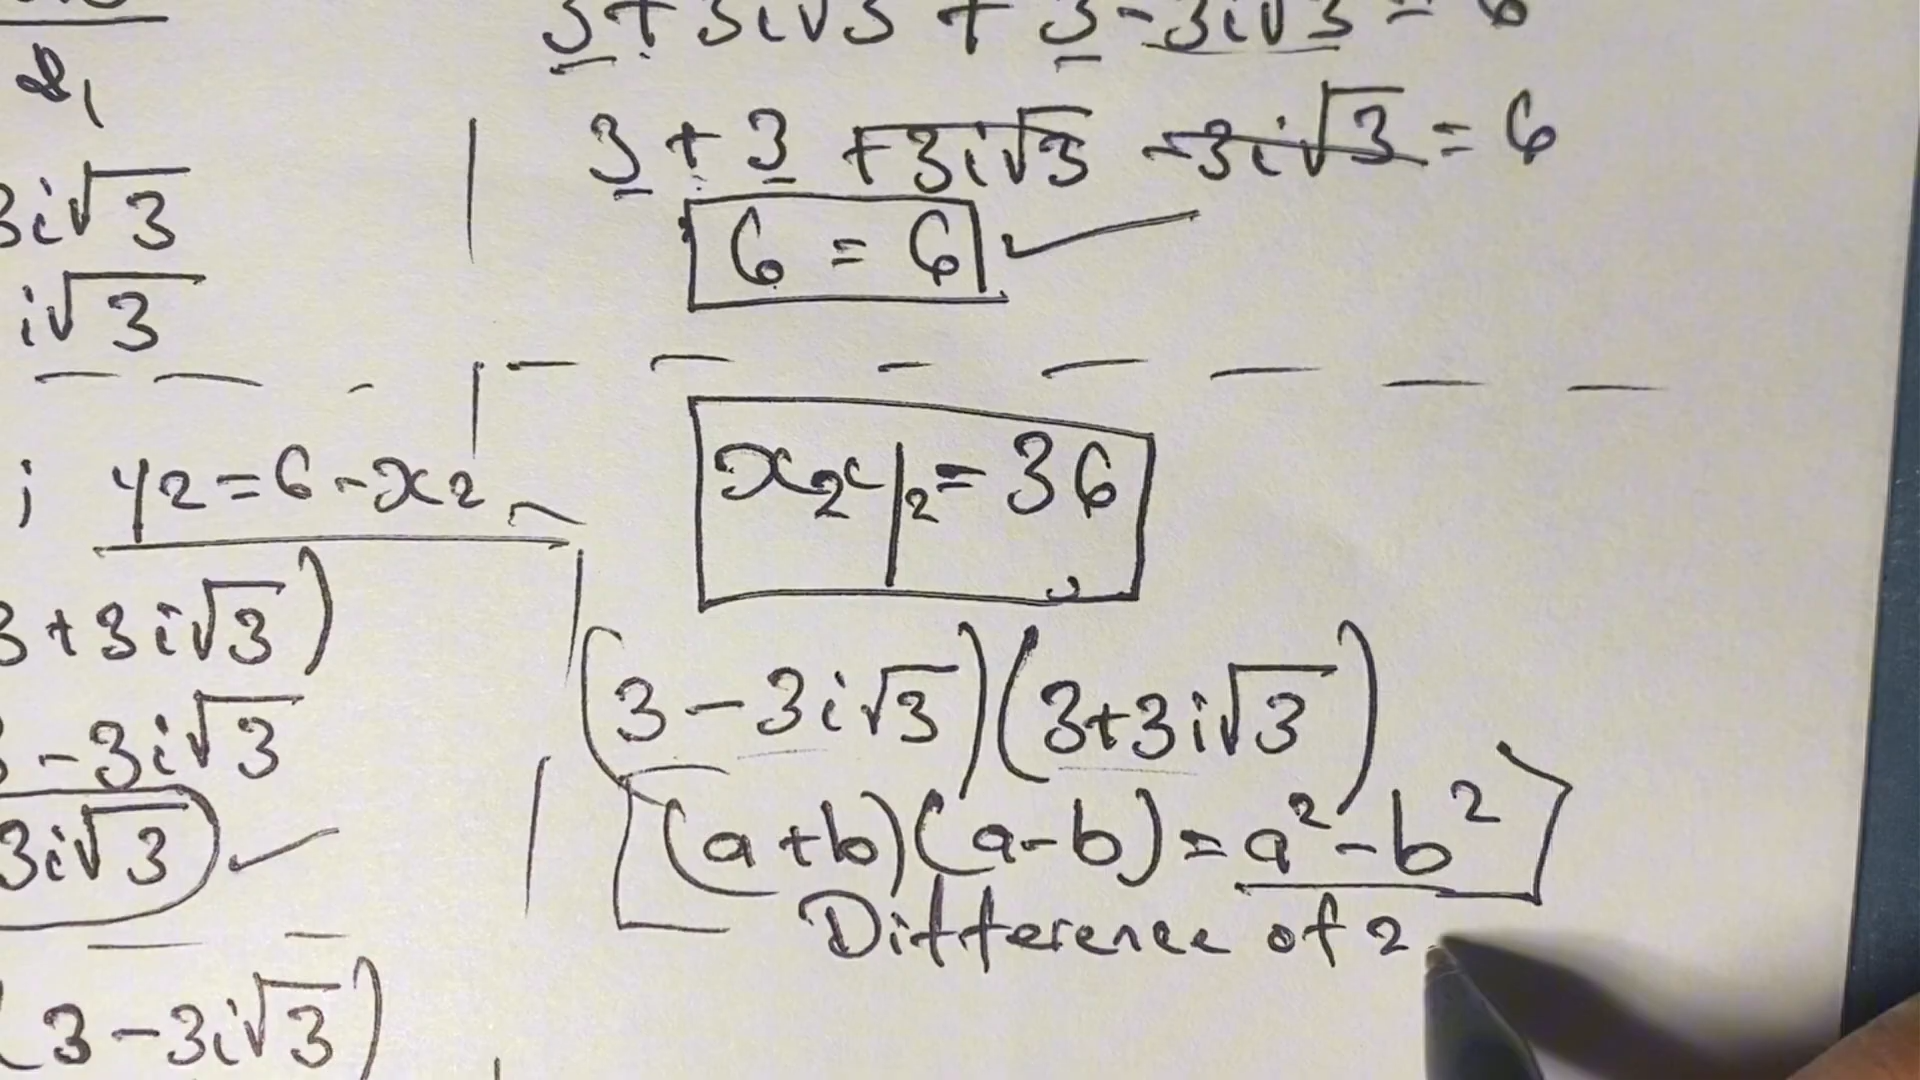 3+3i√3 + 3-3i√3 = 6
3 + 3 +3i√3 -3i√3 = 6
6 = 6
3i√3
i√3
; y2=6-x2
x2y2=36
3+3i√3)
-3i√3
3i√3
(3-3i√3)(3+3i√3)
(a+b)(a-b)=a²-b²
Difference of 2
(3-3i√3)